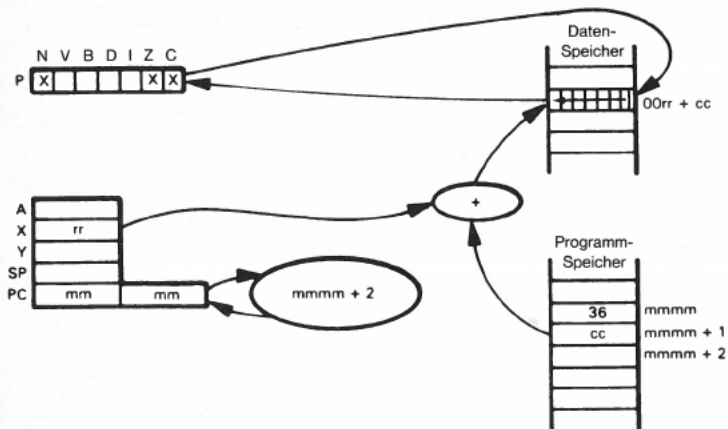 N V B D I Z C
P X X X
Daten-
Speicher
00rr + cc
A
X rr
Y
SP
PC mm mm
mmmm + 2
+
Programm-
Speicher
36 mmmm
cc mmmm + 1
mmmm + 2